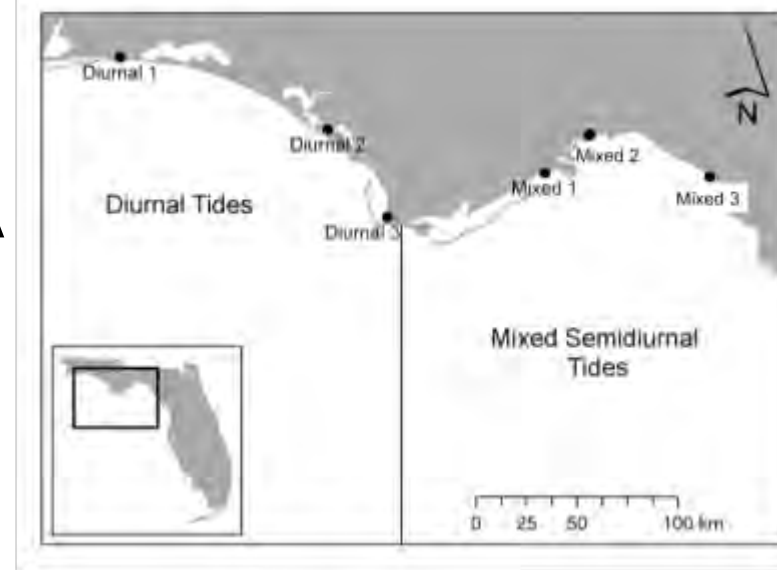 Diurnal 1
Diurnal 2
Diurnal 3
Mixed 1
Mixed 2
Mixed 3
N
Diurnal Tides
Mixed Semidiurnal
Tides
0 25 50 100 km